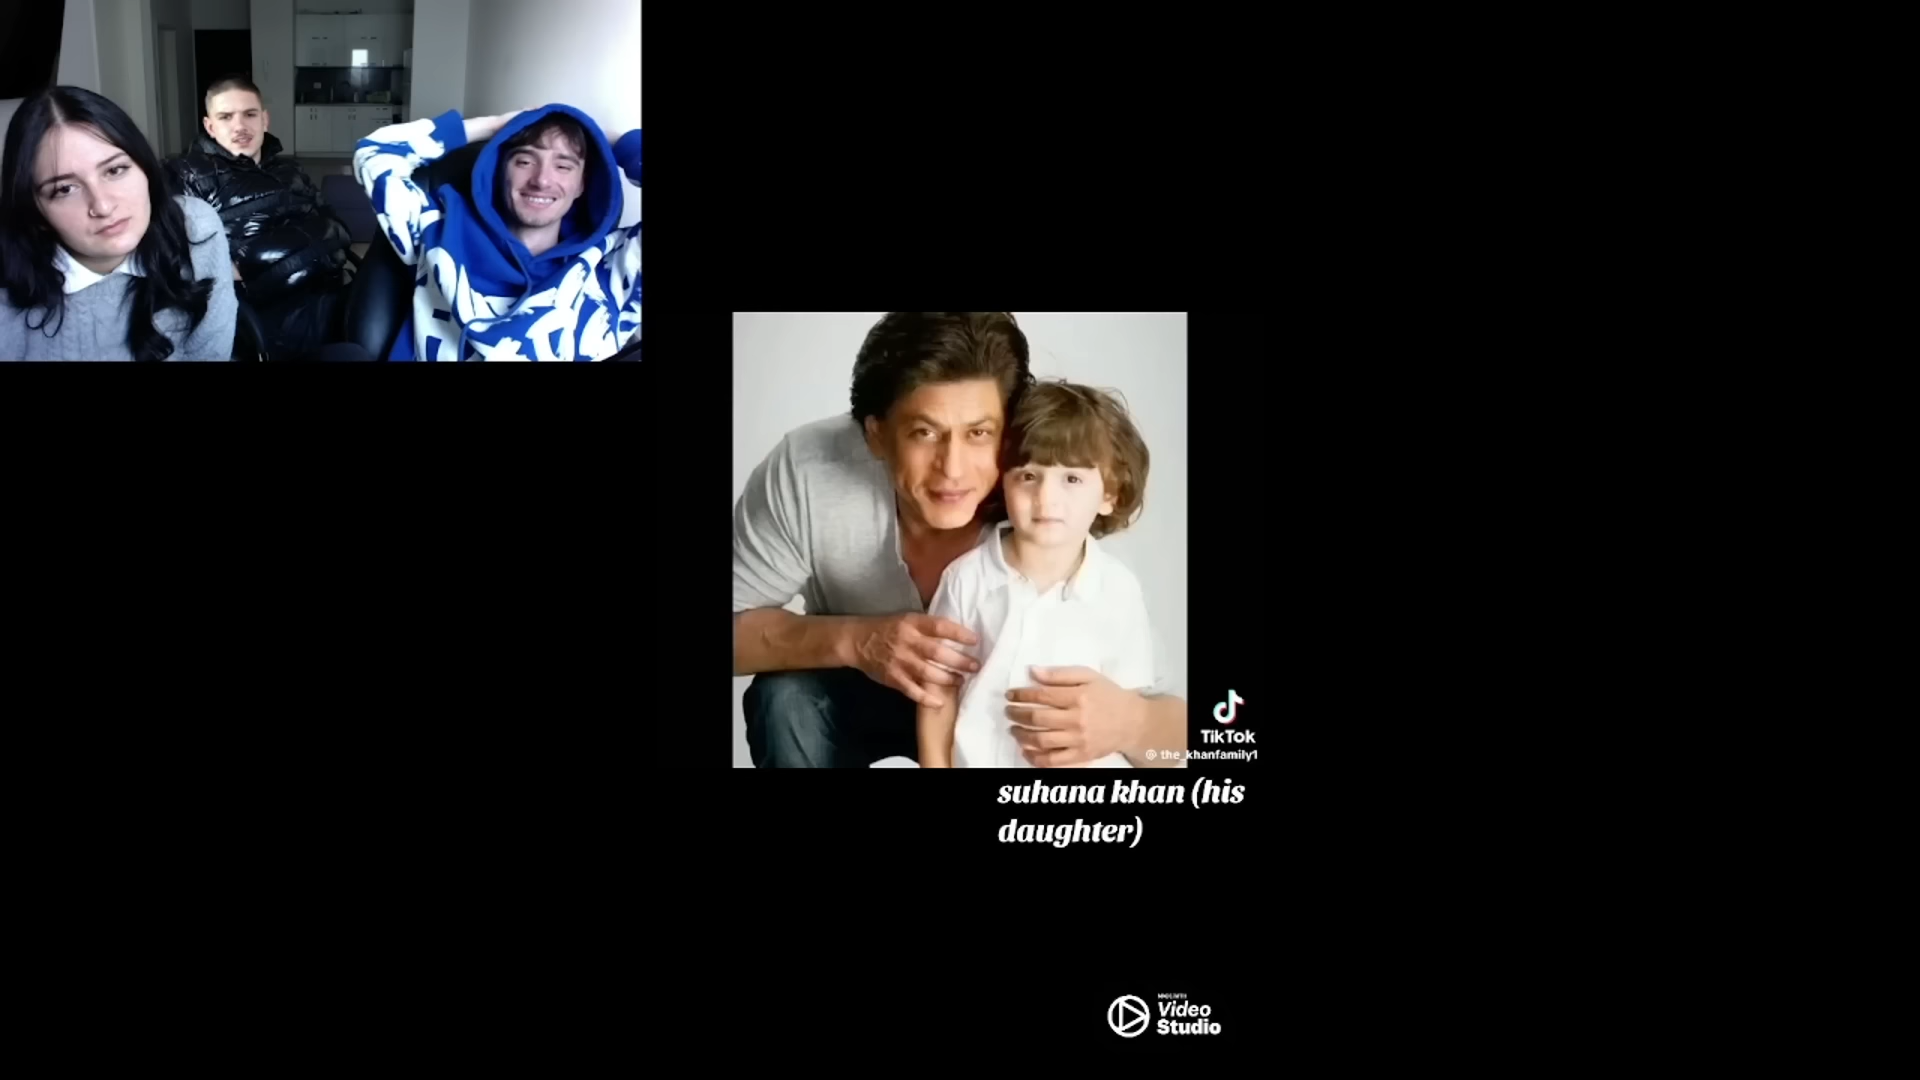 TikTok
@ the_khanfamily1
suhana khan (his
daughter)
Video
Studio